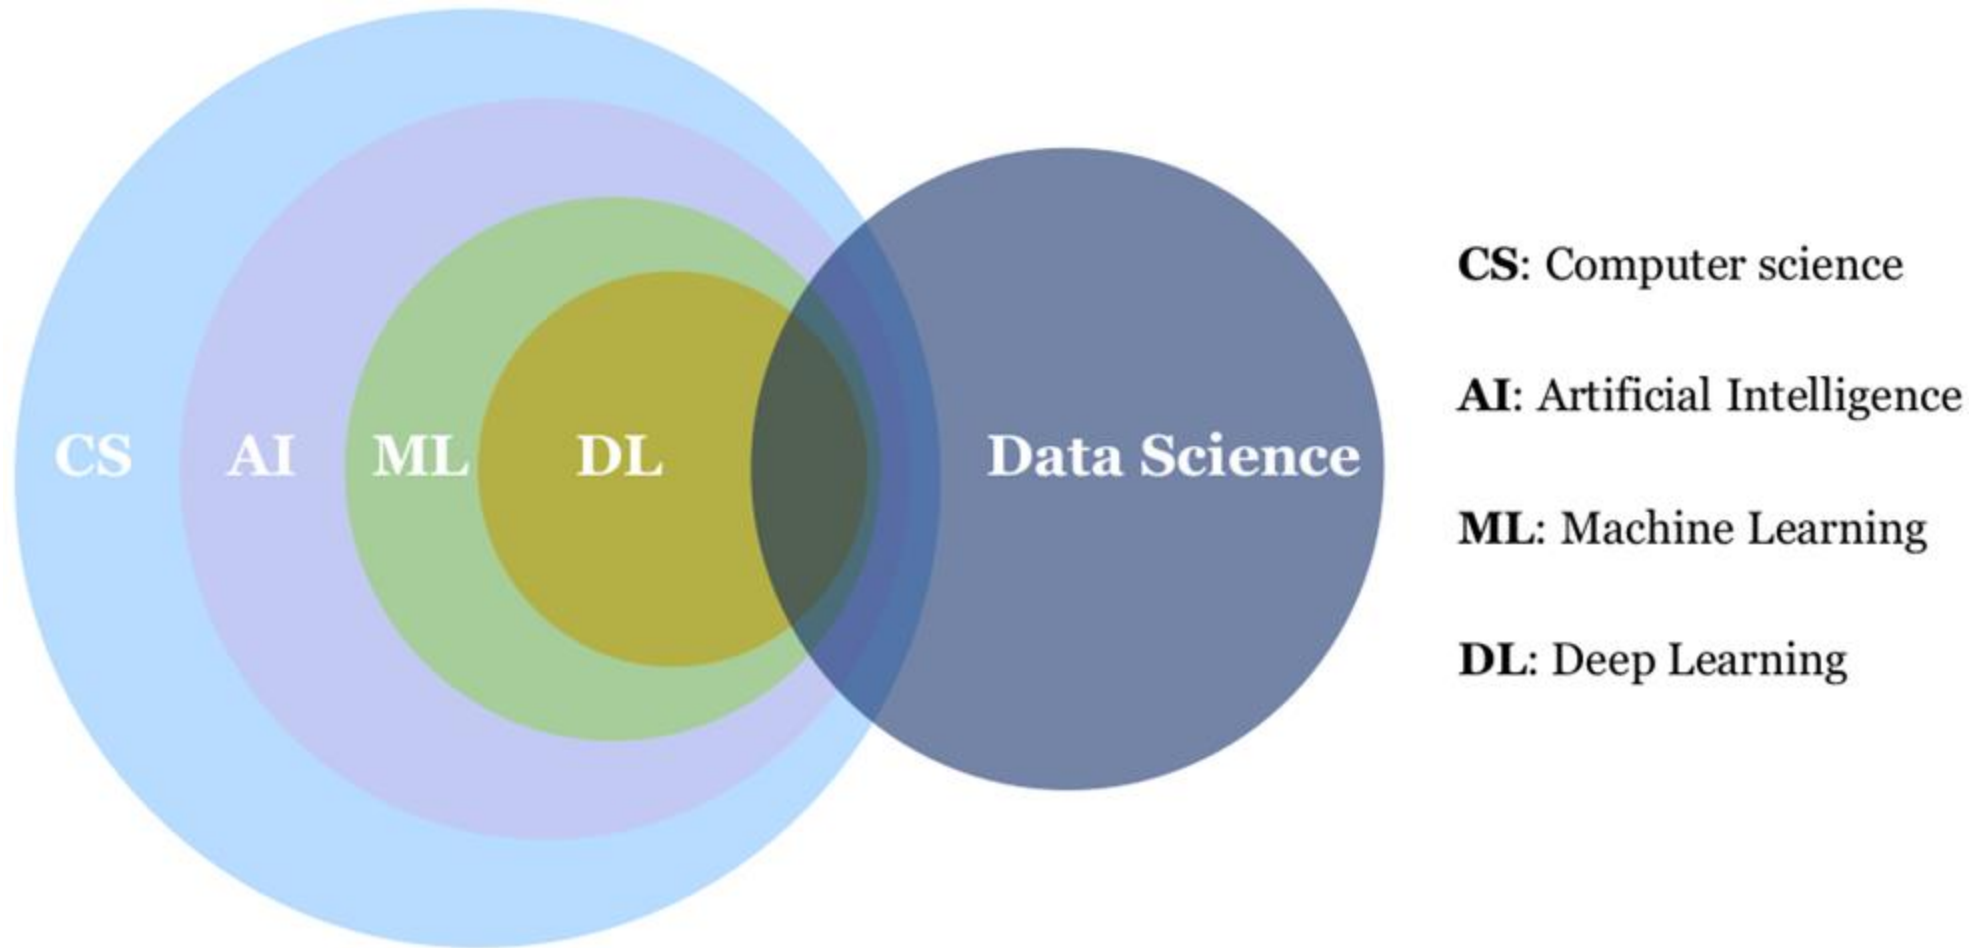 CS AI ML DL Data Science
CS: Computer science
AI: Artificial Intelligence
ML: Machine Learning
DL: Deep Learning